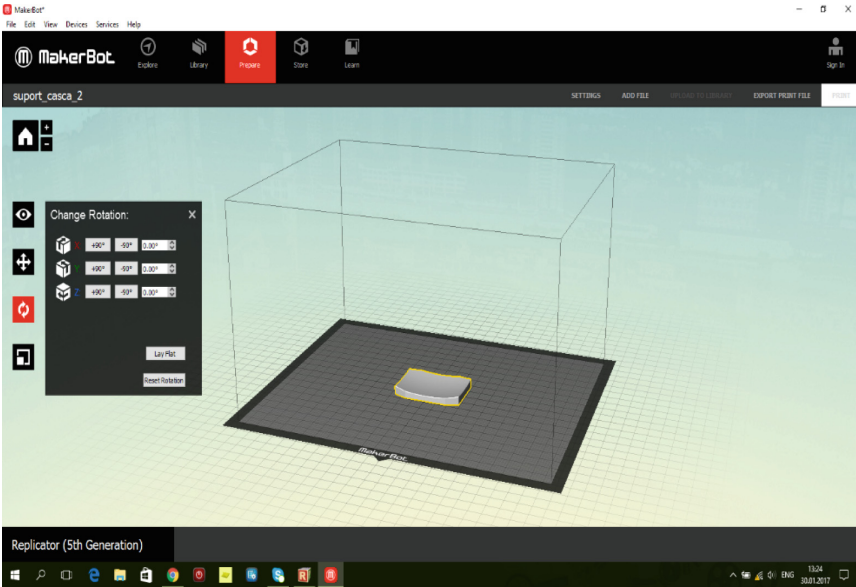 MakerBot*
File Edit View Devices Services Help
MakerBot
Explore Library Prepare Store Learn Sign In
suport_casca_2 SETTINGS ADD FILE UPLOAD TO LIBRARY EXPORT PRINT FILE PRINT
+
-
Change Rotation: X
X +90° -90° 0.00°
Y +90° -90° 0.00°
Z +90° -90° 0.00°
Lay Flat
Reset Rotation
MakerBot
Replicator (5th Generation)
ENG 13:24
30.01.2017